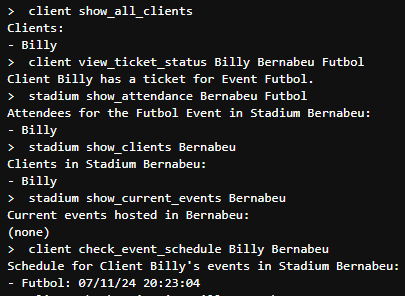 >  client show_all_clients
Clients:
- Billy
>  client view_ticket_status Billy Bernabeu Futbol
Client Billy has a ticket for Event Futbol.
>  stadium show_attendance Bernabeu Futbol
Attendees for the Futbol Event in Stadium Bernabeu:
- Billy
>  stadium show_clients Bernabeu
Clients in Stadium Bernabeu:
- Billy
>  stadium show_current_events Bernabeu
Current events hosted in Bernabeu:
(none)
>  client check_event_schedule Billy Bernabeu
Schedule for Client Billy's events in Stadium Bernabeu:
- Futbol: 07/11/24 20:23:04